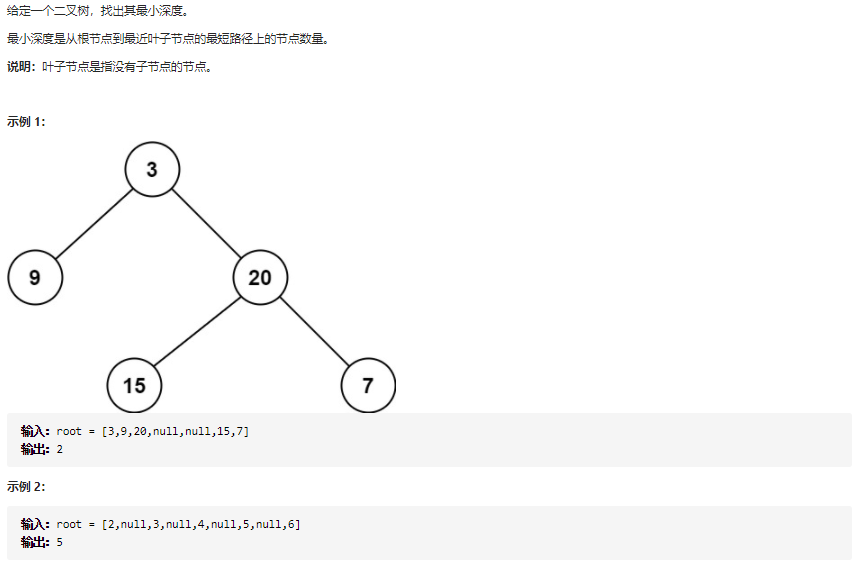 给定一个二叉树，找出其最小深度。
最小深度是从根节点到最近叶子节点的最短路径上的节点数量。
说明：叶子节点是指没有子节点的节点。
示例 1：
3
9
20
15
7
输入：root = [3,9,20,null,null,15,7]
输出：2
示例 2：
输入：root = [2,null,3,null,4,null,5,null,6]
输出：5